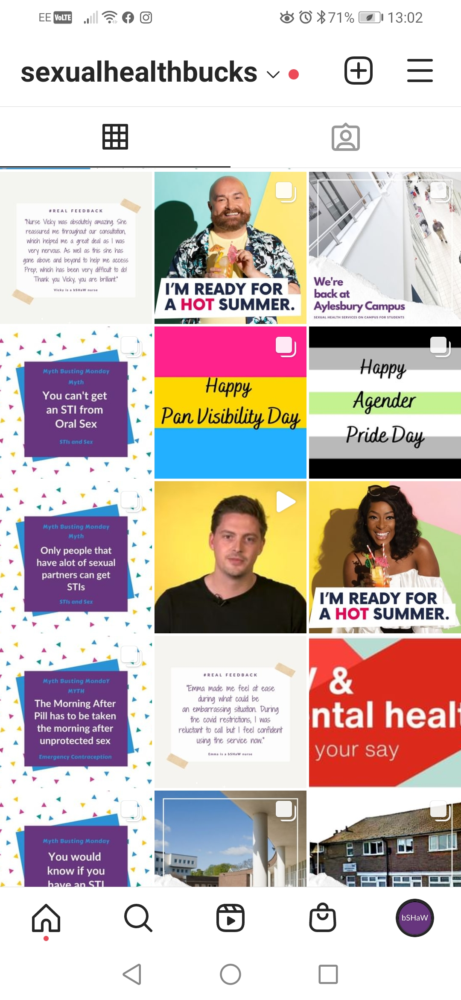 EE VoLTE 71% 13:02
sexualhealthbucks
#REAL FEEDBACK
"Nurse Vicky was absolutely amazing. She
reassured me throughout our consultation,
which helped me a great deal as I was
very nervous. As well as this she has
gone above and beyond to help me access
Prep, which has been very difficult to do!
Thank you Vicky, you are brilliant."
Vicky is a bSHaW nurse
I'M READY FOR
A HOT SUMMER.
We're
back at
Aylesbury Campus
SEXUAL HEALTH SERVICES ON CAMPUS FOR STUDENTS
Myth Busting Monday
Myth
You can't get
an STI from
Oral Sex
STIs and Sex
Happy
Pan Visibility Day
Happy
Agender
Pride Day
Myth Busting Monday
Myth
Only people that
have alot of sexual
partners can get
STIs
STIs and Sex
I'M READY FOR
A HOT SUMMER.
Myth Busting MondaY
MYTH
The Morning After
Pill has to be taken
the morning after
unprotected sex
Emergency Contraception
#REAL FEEDBACK
"Emma made me feel at ease
during what could be
an embarrassing situation. During
the covid restrictions, I was
reluctant to call but I feel confident
using the service now."
Emma is a bSHaW nurse
&
ntal healt
your say
Myth Busting Monday
You would
know if you
have an STI
bSHaW